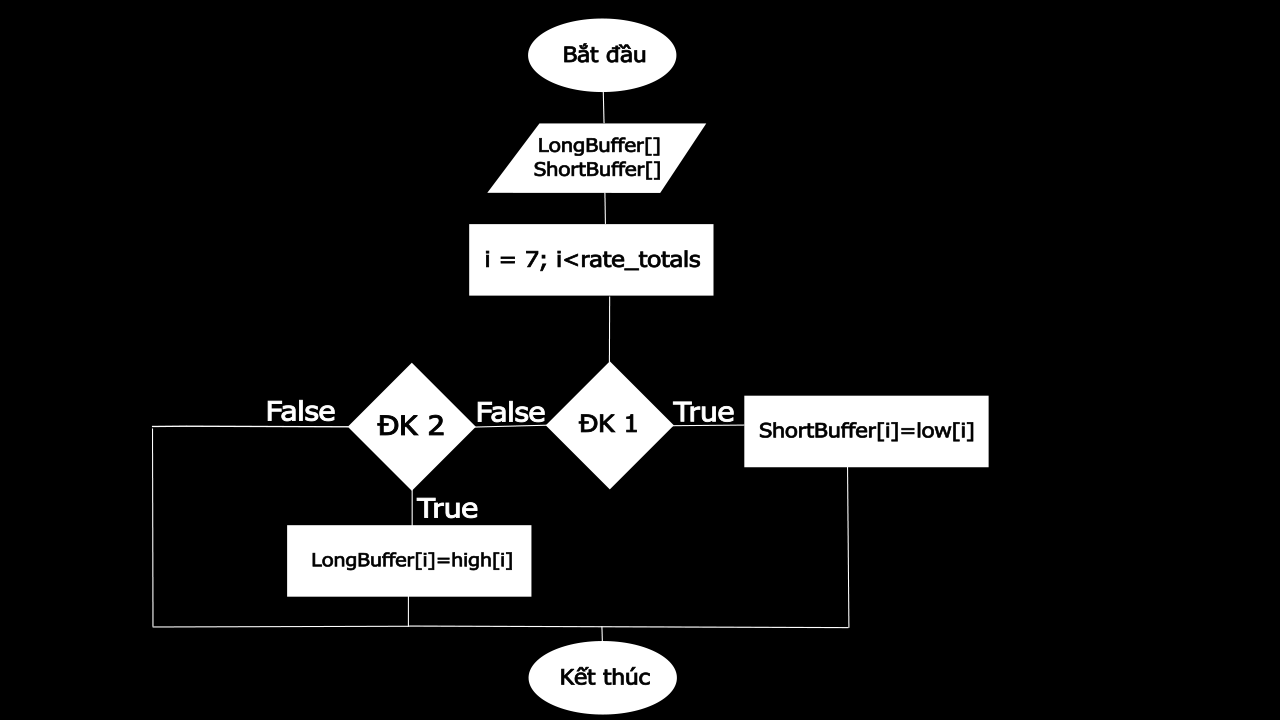 Bắt đầu
LongBuffer[]
ShortBuffer[]
i = 7; i<rate_totals
False
ĐK 2
False
ĐK 1
True
ShortBuffer[i]=low[i]
True
LongBuffer[i]=high[i]
Kết thúc